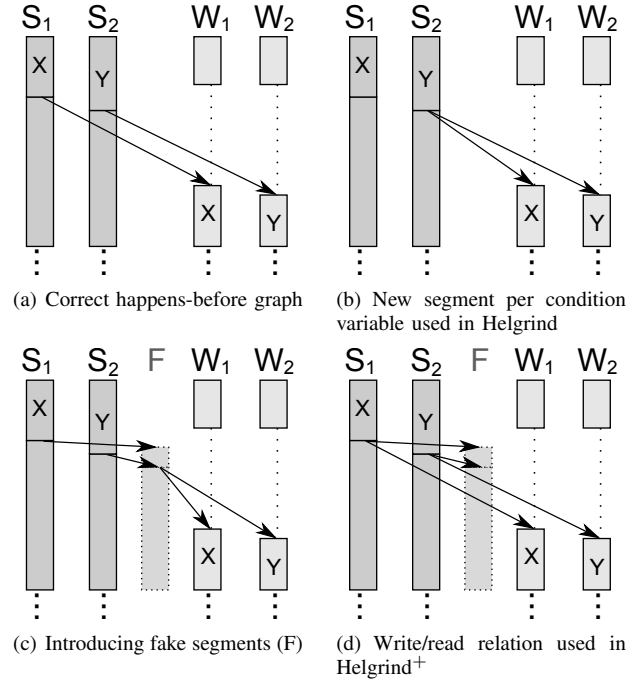 S1 S2 W1 W2
X
Y
X
Y
(a) Correct happens-before graph
S1 S2 W1 W2
X
Y
X
Y
(b) New segment per condition
variable used in Helgrind
S1 S2 F W1 W2
X
Y
X
Y
(c) Introducing fake segments (F)
S1 S2 F W1 W2
X
Y
X
Y
(d) Write/read relation used in
Helgrind+